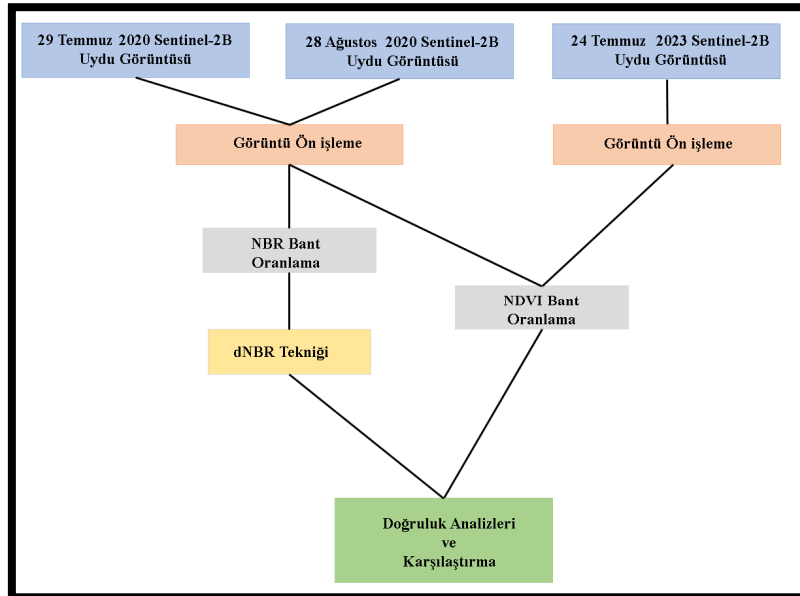 29 Temmuz 2020 Sentinel-2B
Uydu Görüntüsü
28 Ağustos 2020 Sentinel-2B
Uydu Görüntüsü
24 Temmuz 2023 Sentinel-2B
Uydu Görüntüsü
Görüntü Ön işleme
Görüntü Ön işleme
NBR Bant
Oranlama
NDVI Bant
Oranlama
dNBR Tekniği
Doğruluk Analizleri
ve
Karşılaştırma